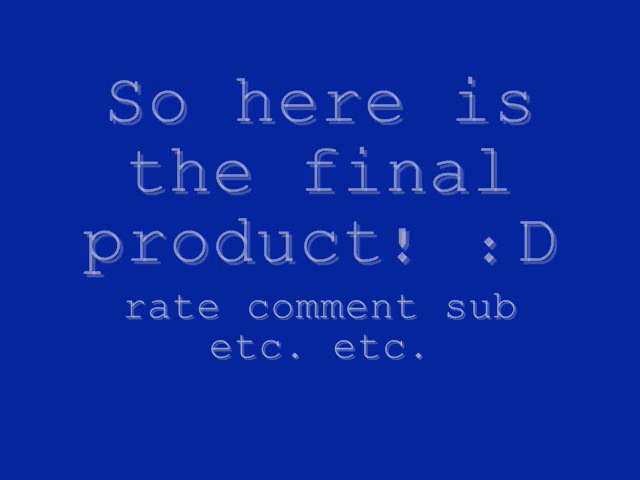 So here is
the final
product! :D
rate comment sub
etc. etc.